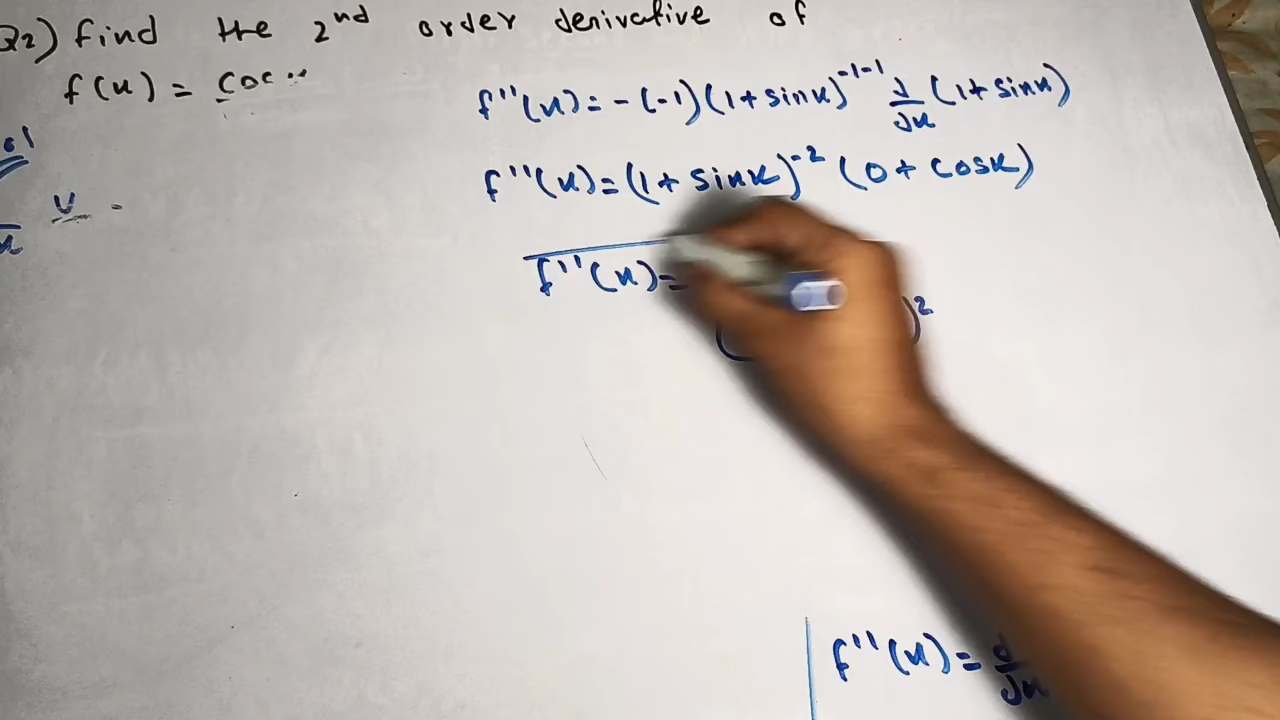 Q2) find the 2nd order derivative of
f(x) =
f''(x) = -(-1)(1+sinx)^-1-1 d/dx (1+sinx)
f''(x) = (1+sinx)^-2 (0+cosx)
f''(x) =
)^2
f''(x) = d/dx